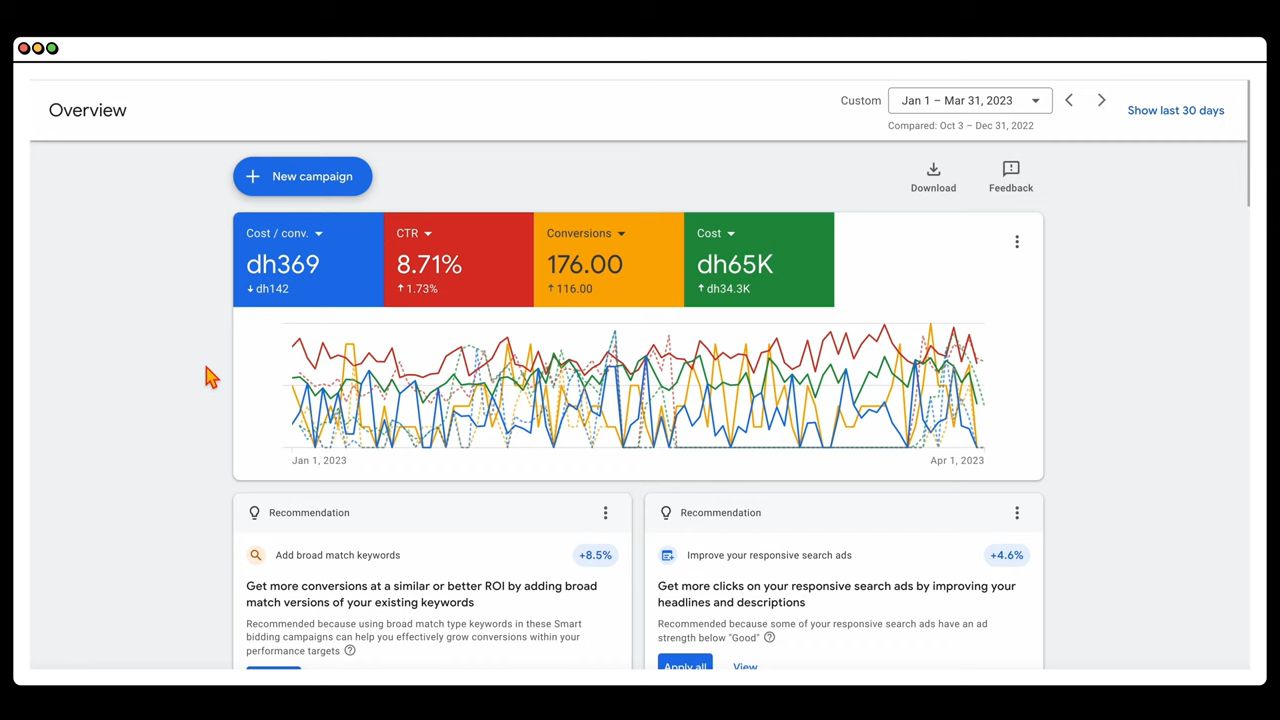 Overview
Custom
Jan 1 – Mar 31, 2023
Compared: Oct 3 – Dec 31, 2022
Show last 30 days
New campaign
Download
Feedback
Cost / conv.
dh369
↓dh142
CTR
8.71%
↑1.73%
Conversions
176.00
↑116.00
Cost
dh65K
↑dh34.3K
Jan 1, 2023
Apr 1, 2023
Recommendation
Add broad match keywords
+8.5%
Get more conversions at a similar or better ROI by adding broad
match versions of your existing keywords
Recommended because using broad match type keywords in these Smart
bidding campaigns can help you effectively grow conversions within your
performance targets
Recommendation
Improve your responsive search ads
+4.6%
Get more clicks on your responsive search ads by improving your
headlines and descriptions
Recommended because some of your responsive search ads have an ad
strength below "Good"
Apply all
View